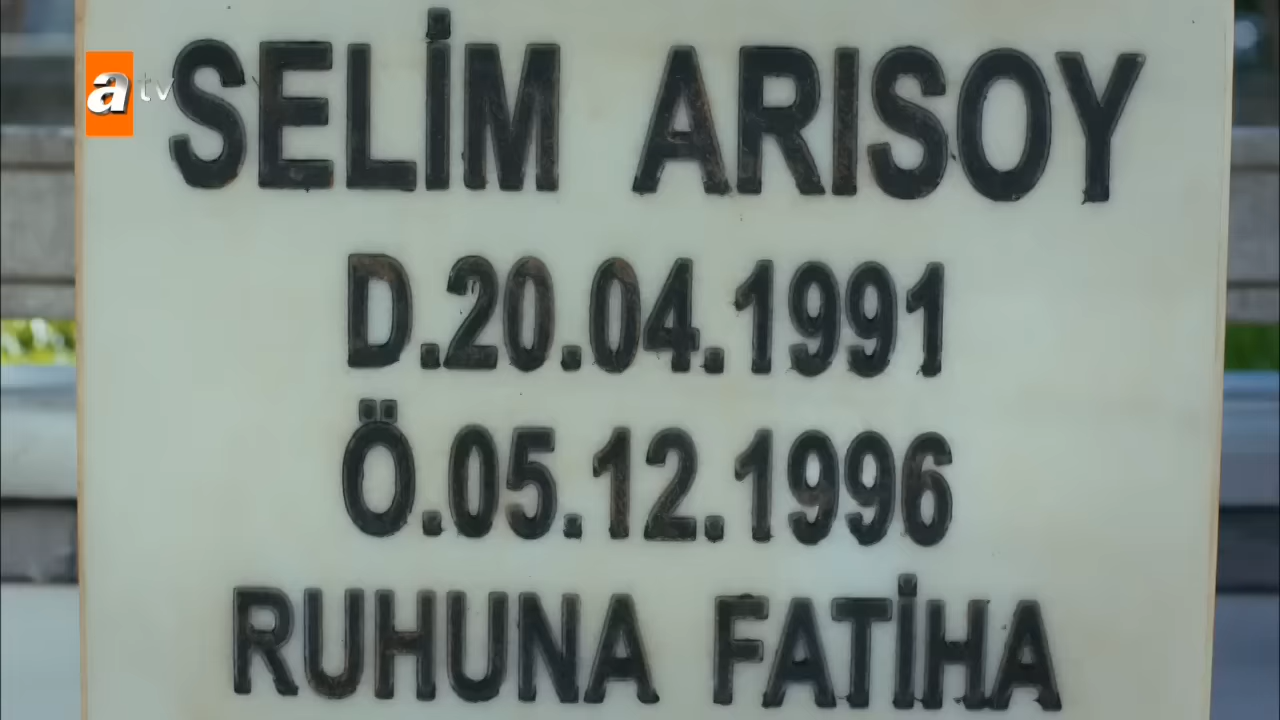 atv
SELİM ARISOY
D.20.04.1991
Ö.05.12.1996
RUHUNA FATİHA